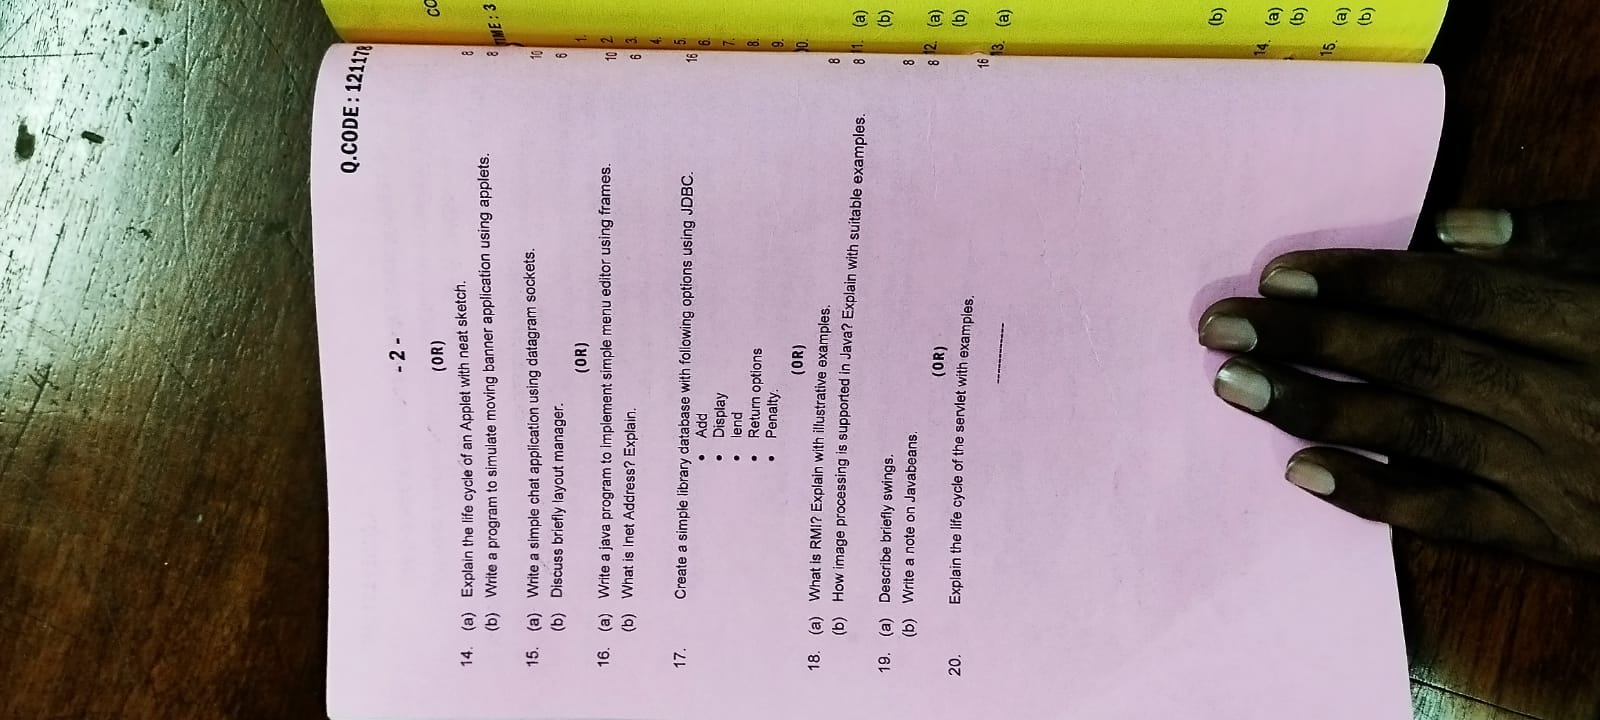 Q.CODE : 121178
- 2 -
(OR)
14. (a) Explain the life cycle of an Applet with neat sketch. 8
(b) Write a program to simulate moving banner application using applets. 8
15. (a) Write a simple chat application using datagram sockets. 10
(b) Discuss briefly layout manager. 6
(OR)
16. (a) Write a java program to implement simple menu editor using frames. 10
(b) What is Inet Address? Explain. 6
17. Create a simple library database with following options using JDBC. 16
• Add
• Display
• lend
• Return options
• Penalty.
(OR)
18. (a) What is RMI? Explain with illustrative examples. 8
(b) How image processing is supported in Java? Explain with suitable examples. 8
19. (a) Describe briefly swings. 8
(b) Write a note on Javabeans. 8
(OR)
20. Explain the life cycle of the servlet with examples. 16
------------
CO
TIME : 3
1.
2.
3.
4.
5.
6.
7.
8.
9.
10.
11. (a)
(b)
12. (a)
(b)
13. (a)
(b)
14. (a)
(b)
15. (a)
(b)